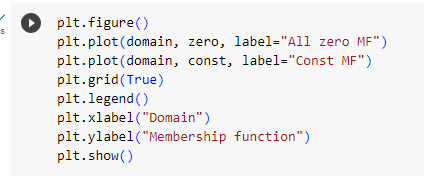 plt.figure()
plt.plot(domain, zero, label="All zero MF")
plt.plot(domain, const, label="Const MF")
plt.grid(True)
plt.legend()
plt.xlabel("Domain")
plt.ylabel("Membership function")
plt.show()